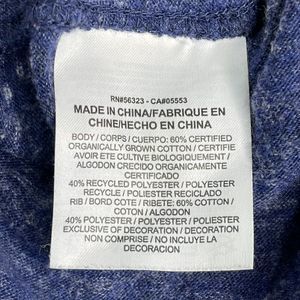 RN#56323 - CA#05553
MADE IN CHINA/FABRIQUE EN
CHINE/HECHO EN CHINA
BODY / CORPS / CUERPO: 60% CERTIFIED
ORGANICALLY GROWN COTTON / CERTIFIE
AVOIR ETE CULTIVE BIOLOGIQUEMENT /
ALGODON CRECIDO ORGANICAMENTE
CERTIFICADO
40% RECYCLED POLYESTER / POLYESTER
RECYCLE / POLIESTER RECICLADO
RIB / BORD COTE / RIBETE: 60% COTTON /
COTON / ALGODON
40% POLYESTER / POLYESTER / POLIESTER
EXCLUSIVE OF DECORATION / DECORATION
NON COMPRISE / NO INCLUYE LA
DECORACION